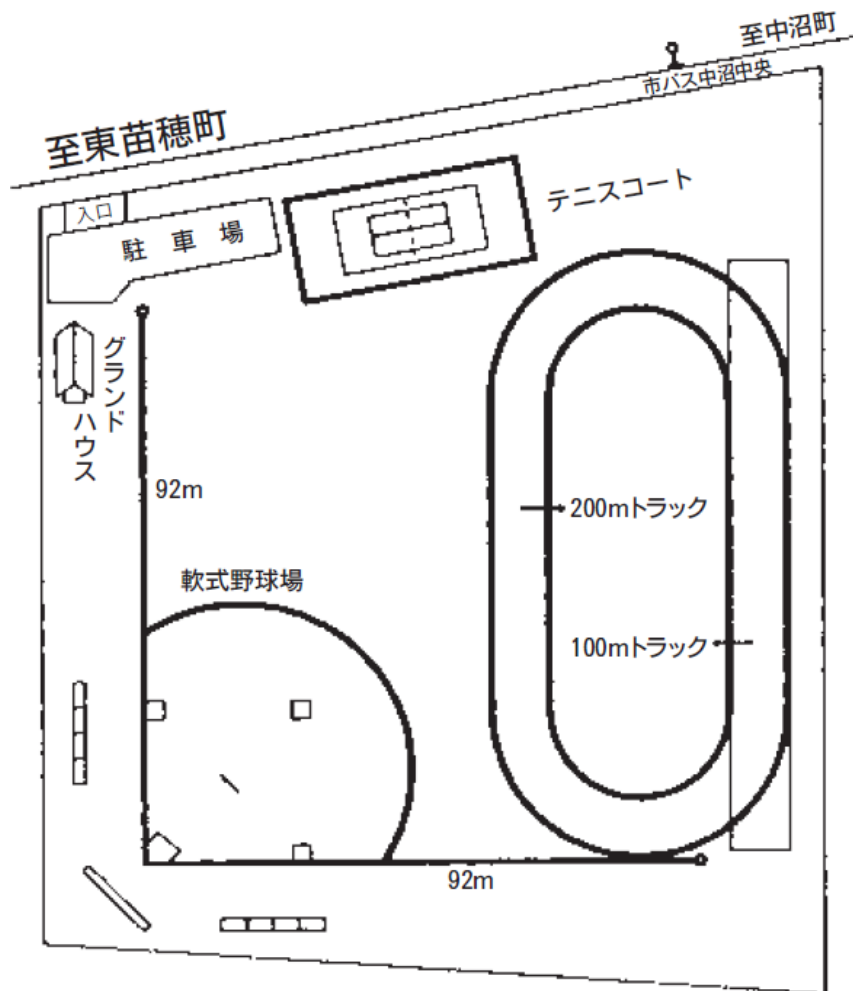 至中沼町
市バス中沼中央
至東苗穂町
入口
テニスコート
駐車場
グランド
ハウス
92m
200mトラック
軟式野球場
100mトラック
92m